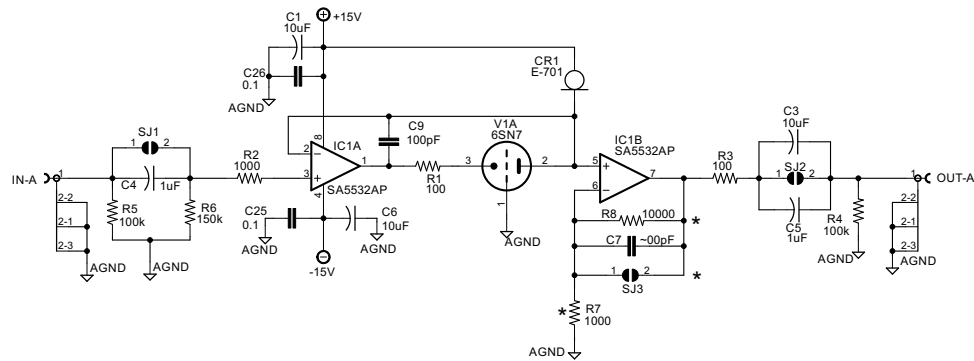 C1
10uF
+15V
C26
0.1
AGND
CR1
E-701
C9
100pF
V1A
6SN7
IC1A
SA5532AP
8
2
3
1
4
R1
100
3
2
1
AGND
IC1B
SA5532AP
5
6
7
R3
100
C3
10uF
SJ2
1
2
C5
1uF
R4
100k
AGND
1
OUT-A
2-2
2-1
2-3
AGND
IN-A
1
2-2
2-1
2-3
AGND
SJ1
1
2
C4
1uF
R5
100k
R6
150k
AGND
R2
1000
C25
0.1
AGND
C6
10uF
AGND
-15V
R8
10000
*
C7
~00pF
1
2
SJ3
*
*
R7
1000
AGND